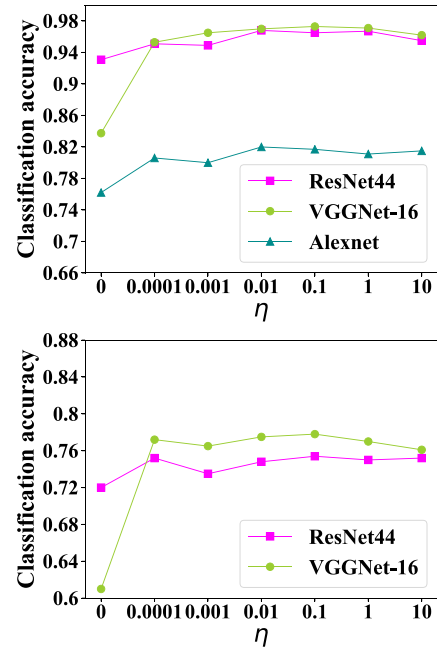 Classification accuracy
0.98
0.94
0.9
0.86
0.82
0.78
0.74
0.7
0.66
ResNet44
VGGNet-16
Alexnet
0 0.0001 0.001 0.01 0.1 1 10
η
Classification accuracy
0.88
0.84
0.8
0.76
0.72
0.68
0.64
0.6
ResNet44
VGGNet-16
0 0.0001 0.001 0.01 0.1 1 10
η